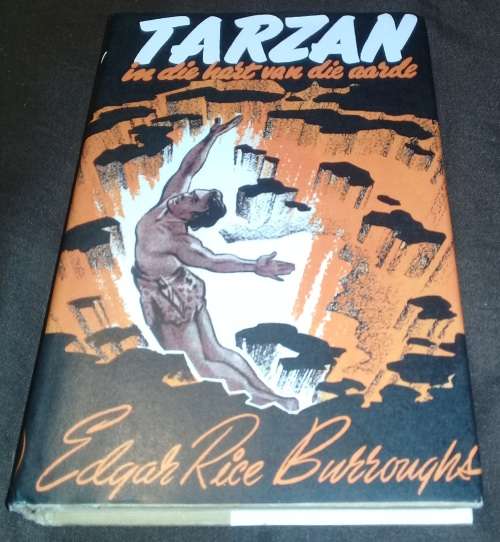 TARZAN
in die hart van die aarde
Edgar Rice Burroughs